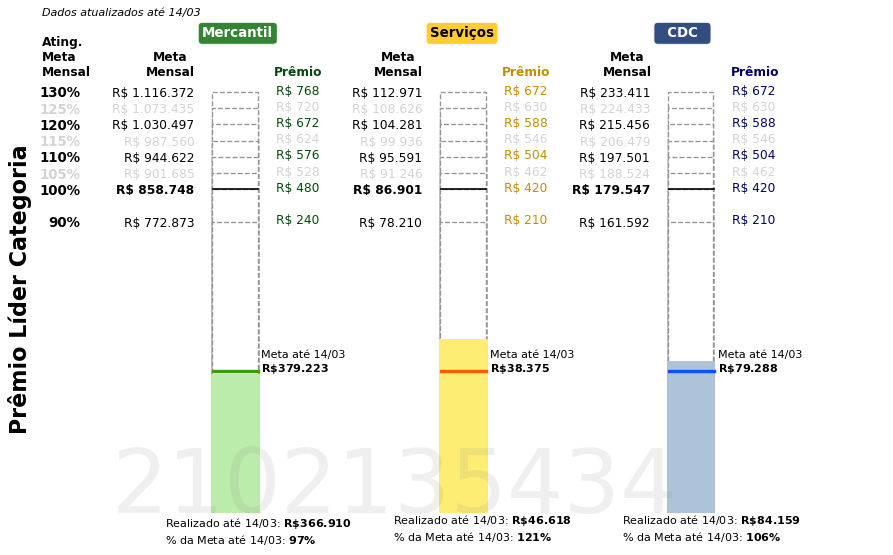 Dados atualizados até 14/03
Mercantil Serviços CDC
Ating.
Meta Meta Meta Meta
Mensal Mensal Prêmio Mensal Prêmio Mensal Prêmio
130% R$ 1.116.372 R$ 768 R$ 112.971 R$ 672 R$ 233.411 R$ 672
125% R$ 1.073.435 R$ 720 R$ 108.626 R$ 630 R$ 224.433 R$ 630
120% R$ 1.030.497 R$ 672 R$ 104.281 R$ 588 R$ 215.456 R$ 588
115% R$ 987.560 R$ 624 R$ 99.936 R$ 546 R$ 206.479 R$ 546
110% R$ 944.622 R$ 576 R$ 95.591 R$ 504 R$ 197.501 R$ 504
105% R$ 901.685 R$ 528 R$ 91.246 R$ 462 R$ 188.524 R$ 462
100% R$ 858.748 R$ 480 R$ 86.901 R$ 420 R$ 179.547 R$ 420
90% R$ 772.873 R$ 240 R$ 78.210 R$ 210 R$ 161.592 R$ 210
Prêmio Líder Categoria
Meta até 14/03 Meta até 14/03 Meta até 14/03
R$379.223 R$38.375 R$79.288
2102135434
Realizado até 14/03: R$366.910 Realizado até 14/03: R$46.618 Realizado até 14/03: R$84.159
% da Meta até 14/03: 97% % da Meta até 14/03: 121% % da Meta até 14/03: 106%